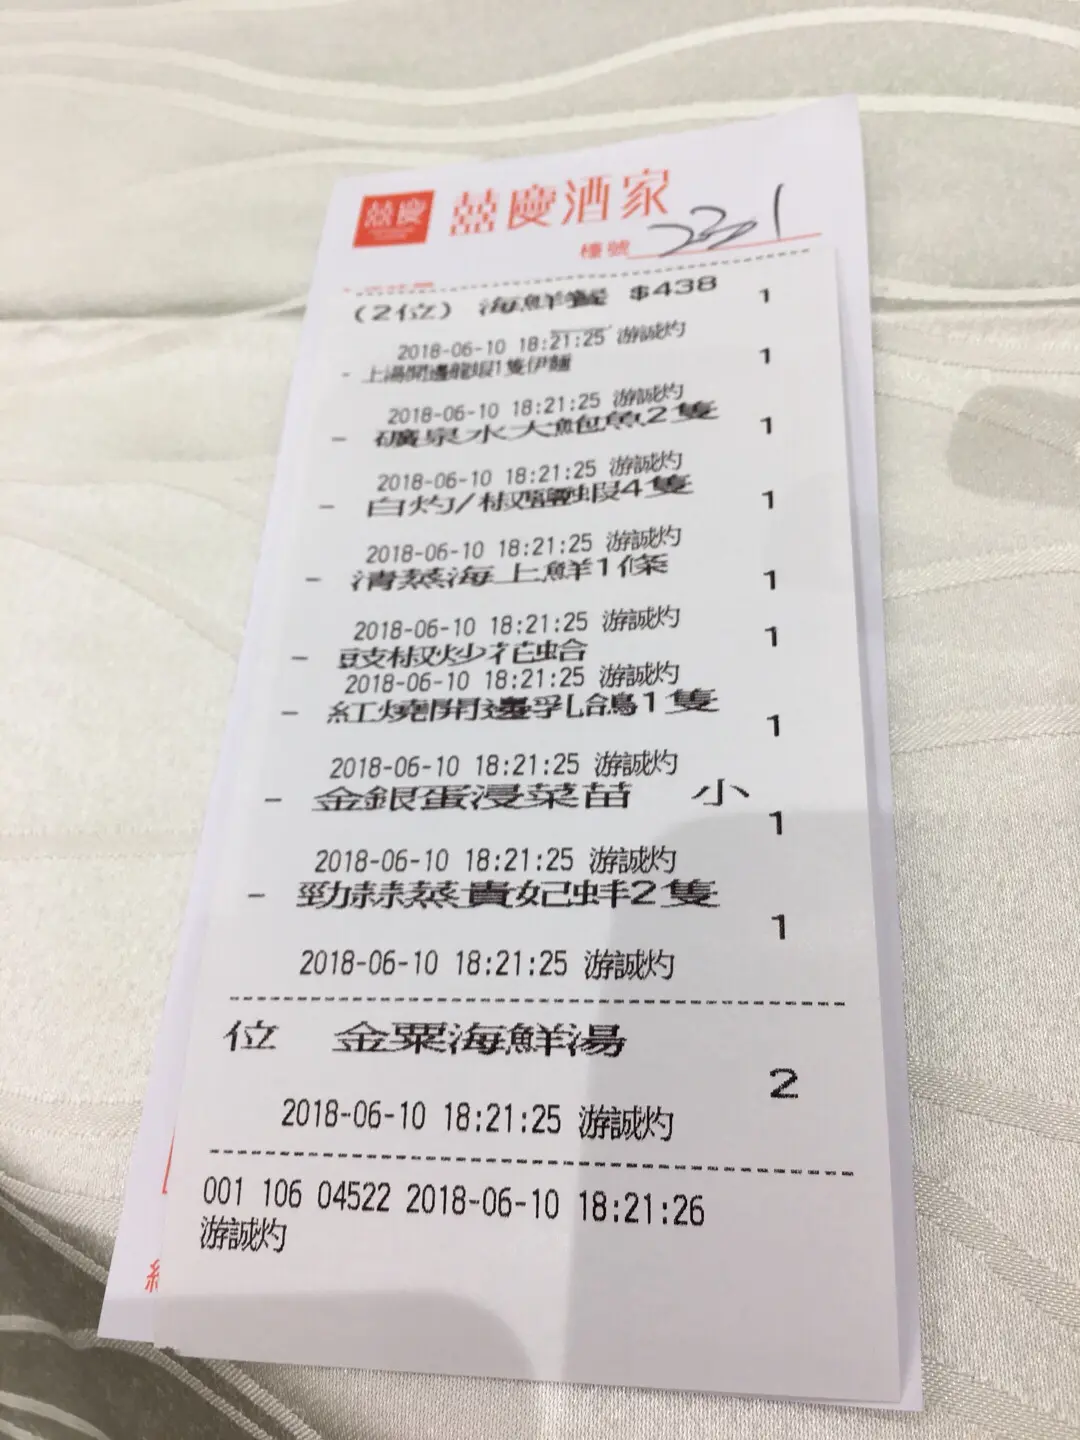 囍慶 囍慶酒家
檯號 2221
(2位) 海鮮餐 $438 1
2018-06-10 18:21:25 游誠灼
- 上湯開邊龍蝦1隻伊麵 1
2018-06-10 18:21:25 游誠灼
- 礦泉水大鮑魚2隻 1
2018-06-10 18:21:25 游誠灼
- 白灼/椒鹽蝦4隻 1
2018-06-10 18:21:25 游誠灼
- 清蒸海上鮮1條 1
2018-06-10 18:21:25 游誠灼
- 豉椒炒花蛤 1
2018-06-10 18:21:25 游誠灼
- 紅燒開邊乳鴿1隻 1
2018-06-10 18:21:25 游誠灼
- 金銀蛋浸菜苗 小 1
2018-06-10 18:21:25 游誠灼
- 勁蒜蒸貴妃蚌2隻 1
2018-06-10 18:21:25 游誠灼
位 金粟海鮮湯 2
2018-06-10 18:21:25 游誠灼
001 106 04522 2018-06-10 18:21:26
游誠灼